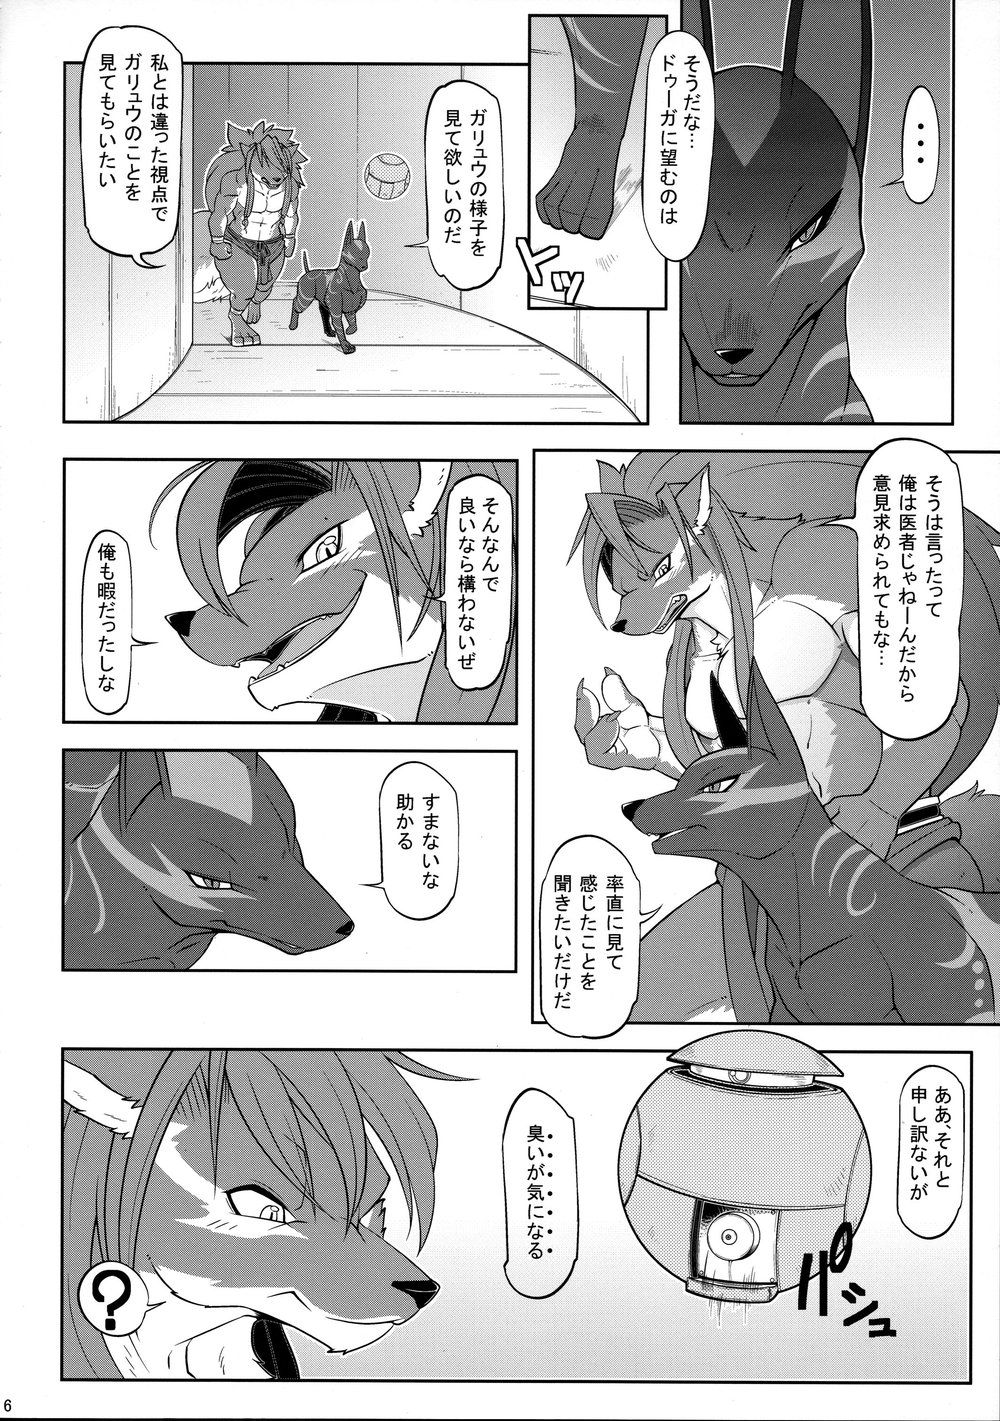 ・・・
そうだな…
ドゥーガに望むのは
ドッ
ガリュウの様子を
見て欲しいのだ
私とは違った視点で
ガリュウのことを
見てもらいたい
そうは言ったって
俺は医者じゃねーんだから
意見求められてもな…
率直に見て
感じたことを
聞きたいだけだ
そんなんで
良いなら構わないぜ
俺も暇だったしな
すまないな
助かる
ああ、それと
申し訳ないが
パシュ
臭いが気になる
?
6